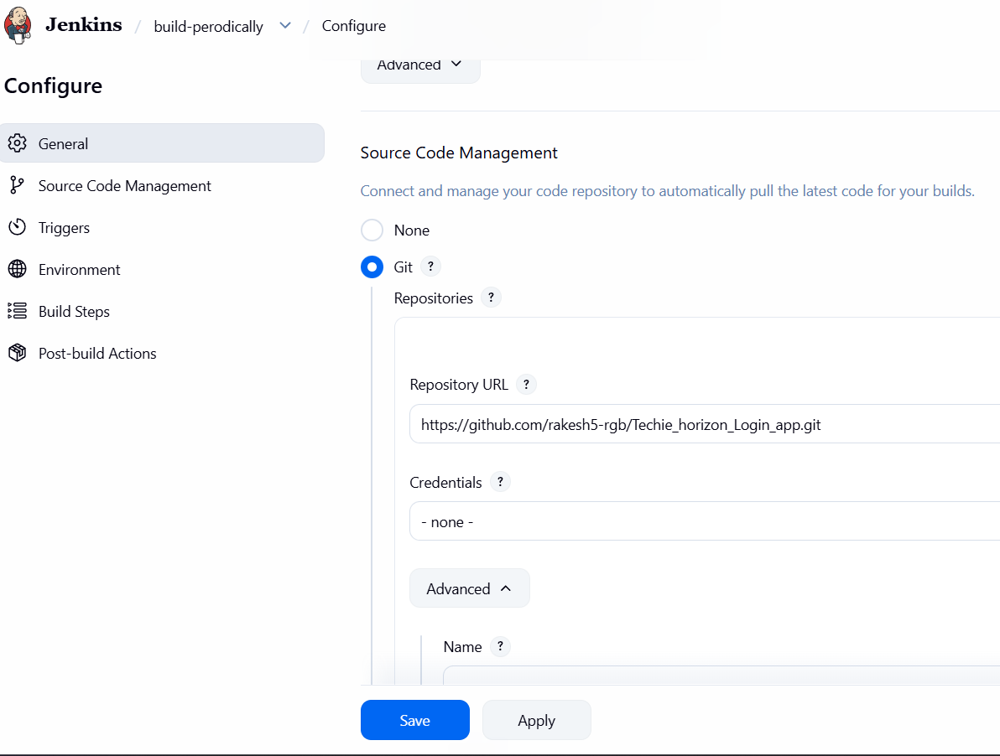 Jenkins / build-perodically / Configure
Configure
General
Source Code Management
Triggers
Environment
Build Steps
Post-build Actions
Advanced
Source Code Management
Connect and manage your code repository to automatically pull the latest code for your builds.
None
Git ?
Repositories ?
Repository URL ?
https://github.com/rakesh5-rgb/Techie_horizon_Login_app.git
Credentials ?
- none -
Advanced
Name ?
Save
Apply